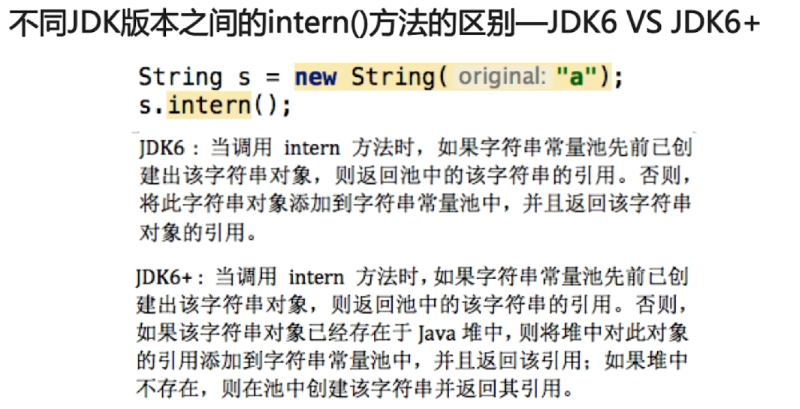 不同JDK版本之间的intern()方法的区别—JDK6 VS JDK6+
String s = new String( original: "a");
s.intern();
JDK6：当调用 intern 方法时，如果字符串常量池先前已创
建出该字符串对象，则返回池中的该字符串的引用。否则，
将此字符串对象添加到字符串常量池中，并且返回该字符串
对象的引用。
JDK6+：当调用 intern 方法时，如果字符串常量池先前已创
建出该字符串对象，则返回池中的该字符串的引用。否则，
如果该字符串对象已经存在于 Java 堆中，则将堆中对此对象
的引用添加到字符串常量池中，并且返回该引用；如果堆中
不存在，则在池中创建该字符串并返回其引用。